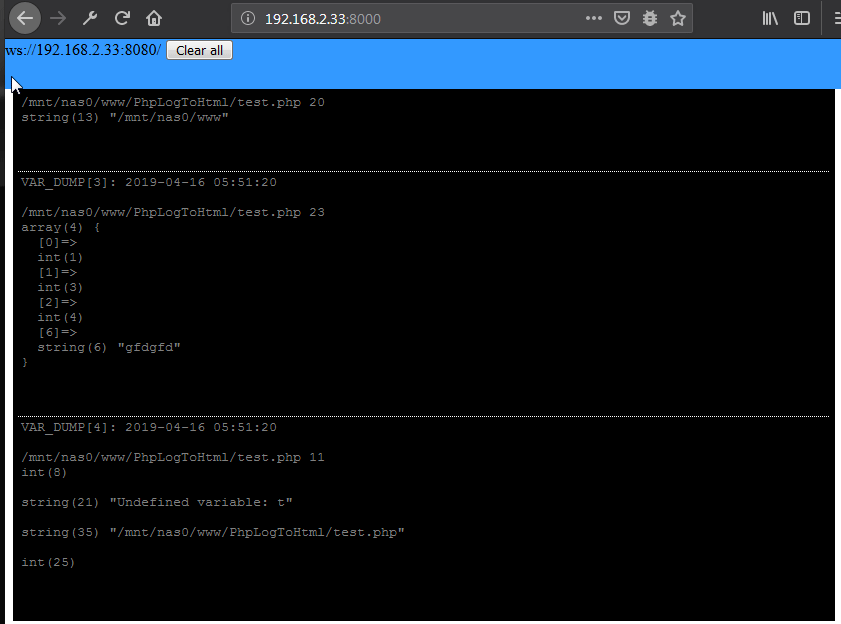 192.168.2.33:8000
ws://192.168.2.33:8080/ Clear all
/mnt/nas0/www/PhpLogToHtml/test.php 20
string(13) "/mnt/nas0/www"
VAR_DUMP[3]: 2019-04-16 05:51:20
/mnt/nas0/www/PhpLogToHtml/test.php 23
array(4) {
[0]=>
int(1)
[1]=>
int(3)
[2]=>
int(4)
[6]=>
string(6) "gfdgfd"
}
VAR_DUMP[4]: 2019-04-16 05:51:20
/mnt/nas0/www/PhpLogToHtml/test.php 11
int(8)
string(21) "Undefined variable: t"
string(35) "/mnt/nas0/www/PhpLogToHtml/test.php"
int(25)